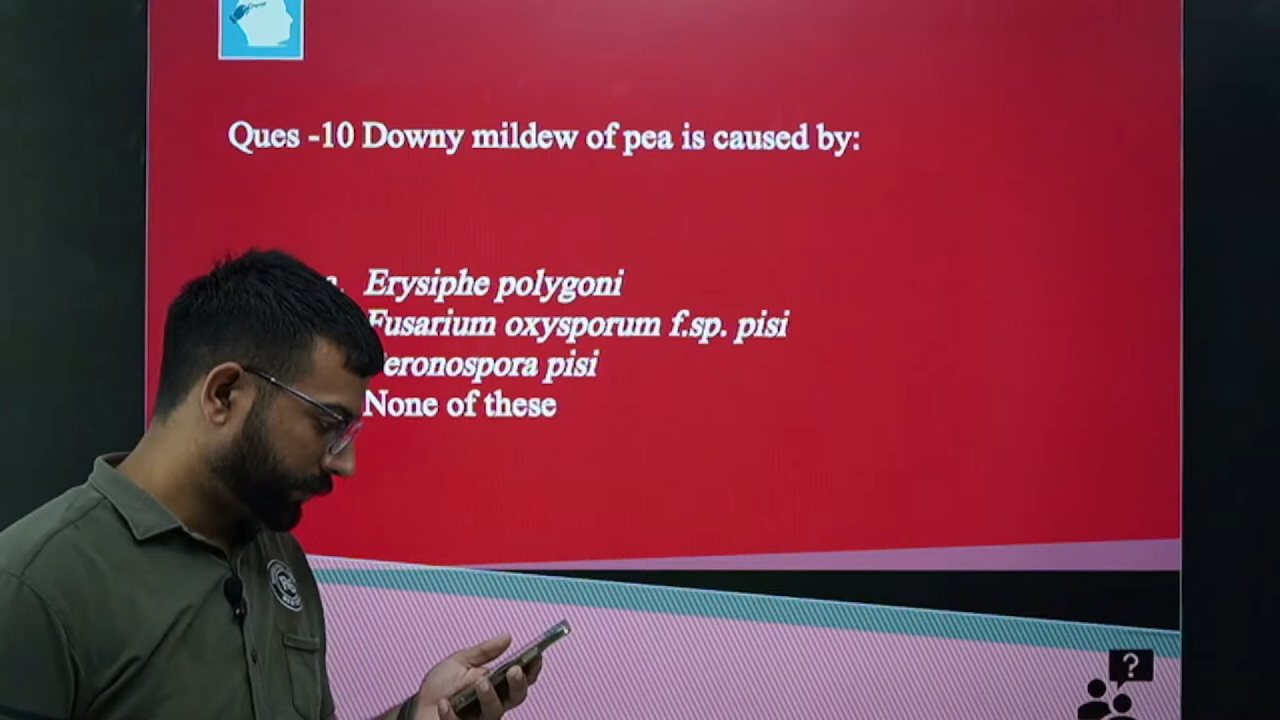 Ques -10 Downy mildew of pea is caused by:
Erysiphe polygoni
Fusarium oxysporum f.sp. pisi
eronospora pisi
None of these
?